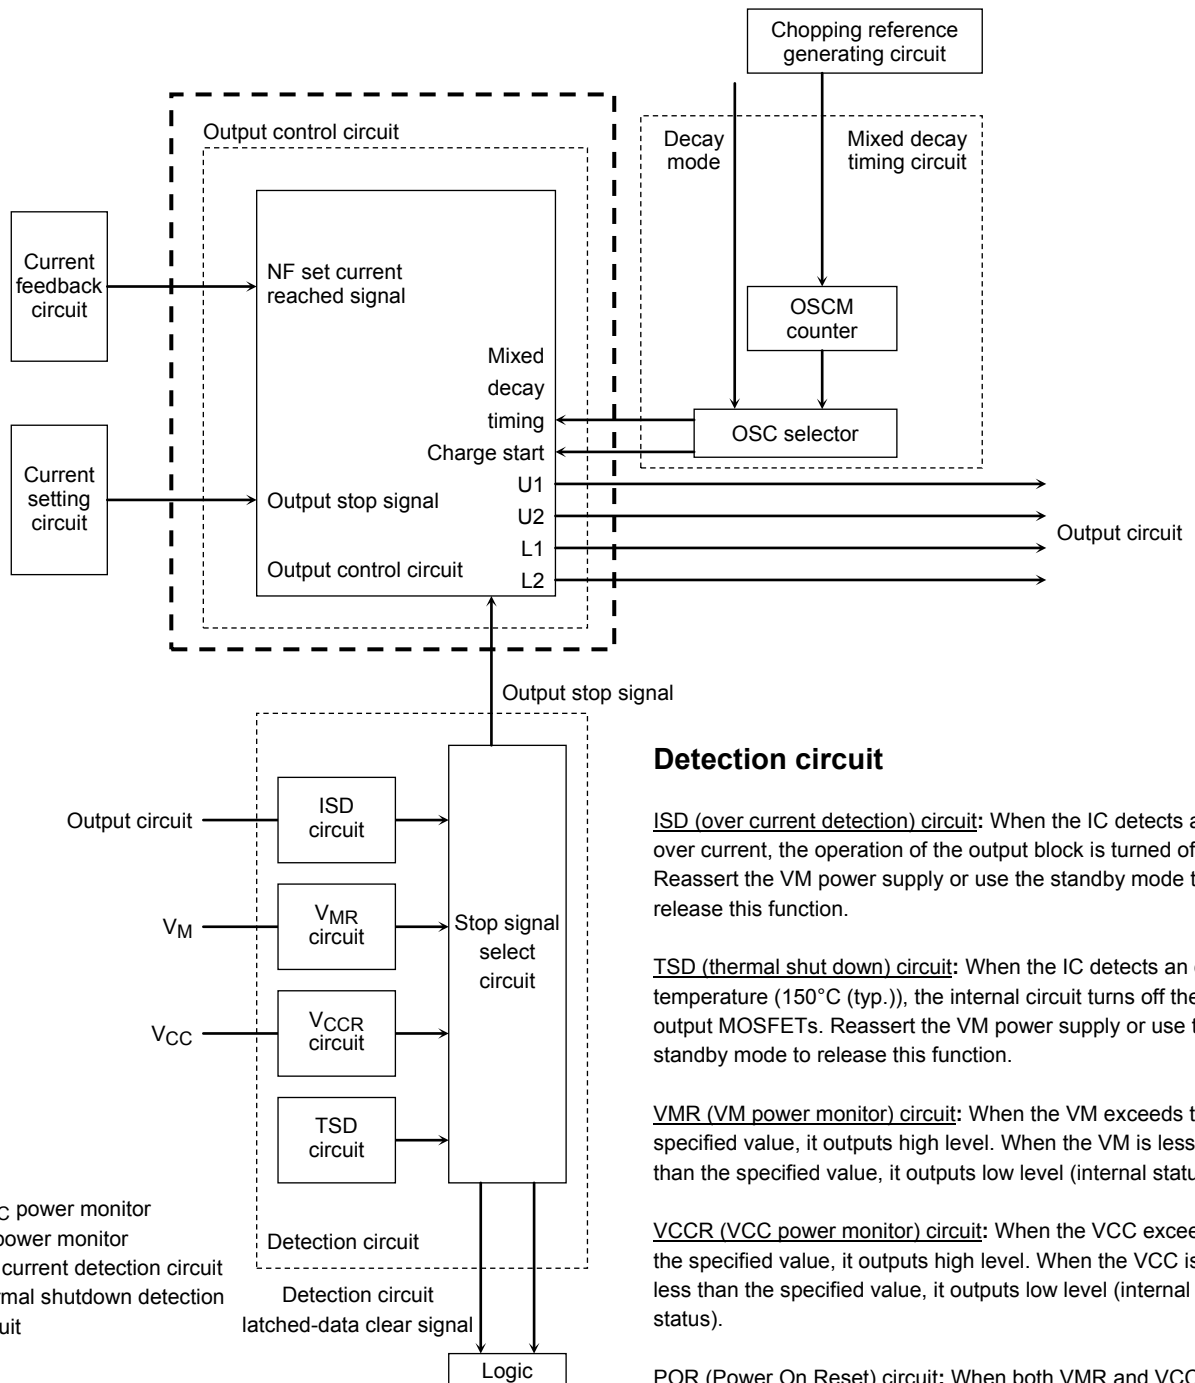 Chopping reference
generating circuit
Output control circuit
Decay
mode
Mixed decay
timing circuit
Current
feedback
circuit
NF set current
reached signal
OSCM
counter
Mixed
decay
timing
OSC selector
Charge start
Current
setting
circuit
Output stop signal
U1
U2
L1
L2
Output circuit
Output control circuit
Output stop signal
Output circuit
ISD
circuit
VM
VMR
circuit
Stop signal
select
circuit
VCC
VCCR
circuit
TSD
circuit
Detection circuit
power monitor
power monitor
current detection circuit
shutdown detection
Detection circuit
latched-data clear signal
Logic
Detection circuit
ISD (over current detection) circuit: When the IC detects
over current, the operation of the output block is turned
Reassert the VM power supply or use the standby mode
release this function.
TSD (thermal shut down) circuit: When the IC detects an
temperature (150°C (typ.)), the internal circuit turns off the
output MOSFETs. Reassert the VM power supply or use
standby mode to release this function.
VMR (VM power monitor) circuit: When the VM exceeds
specified value, it outputs high level. When the VM is less
than the specified value, it outputs low level (internal
VCCR (VCC power monitor) circuit: When the VCC
the specified value, it outputs high level. When the VCC is
less than the specified value, it outputs low level (internal
status).
POR (Power On Reset) circuit: When both VMR and